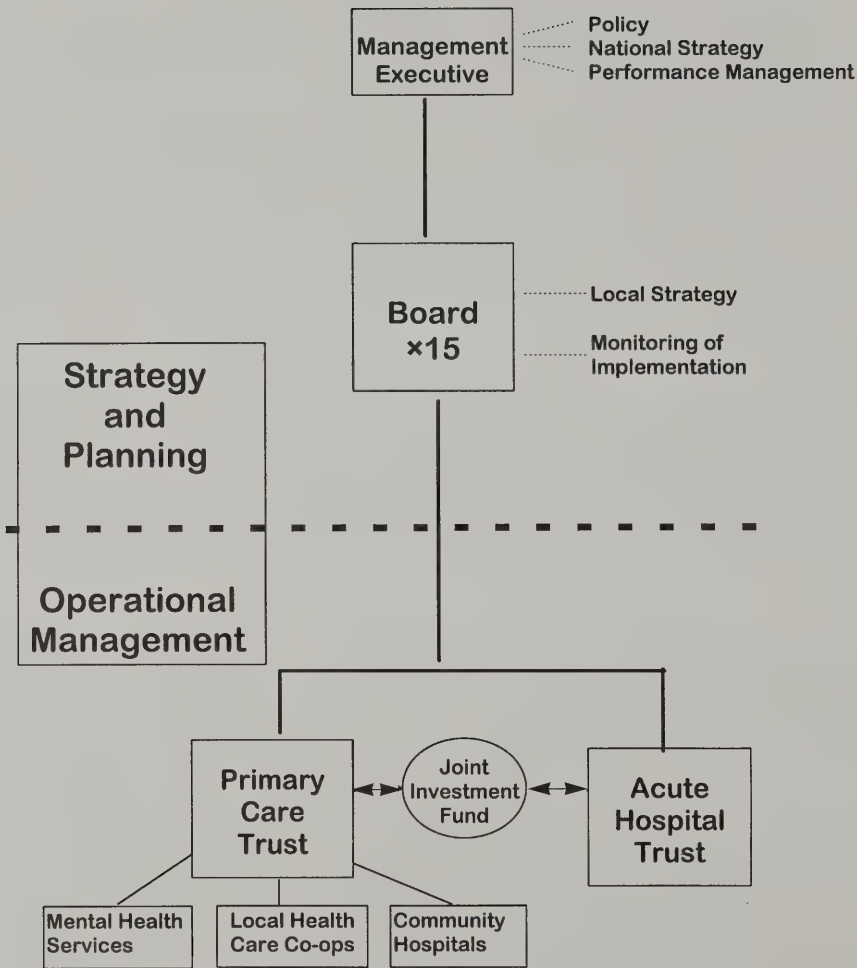 Management
Executive
Policy
National Strategy
Performance Management
Board
×15
Local Strategy
Monitoring of
Implementation
Strategy
and
Planning
Operational
Management
Primary
Care
Trust
Joint
Investment
Fund
Acute
Hospital
Trust
Mental Health
Services
Local Health
Care Co-ops
Community
Hospitals